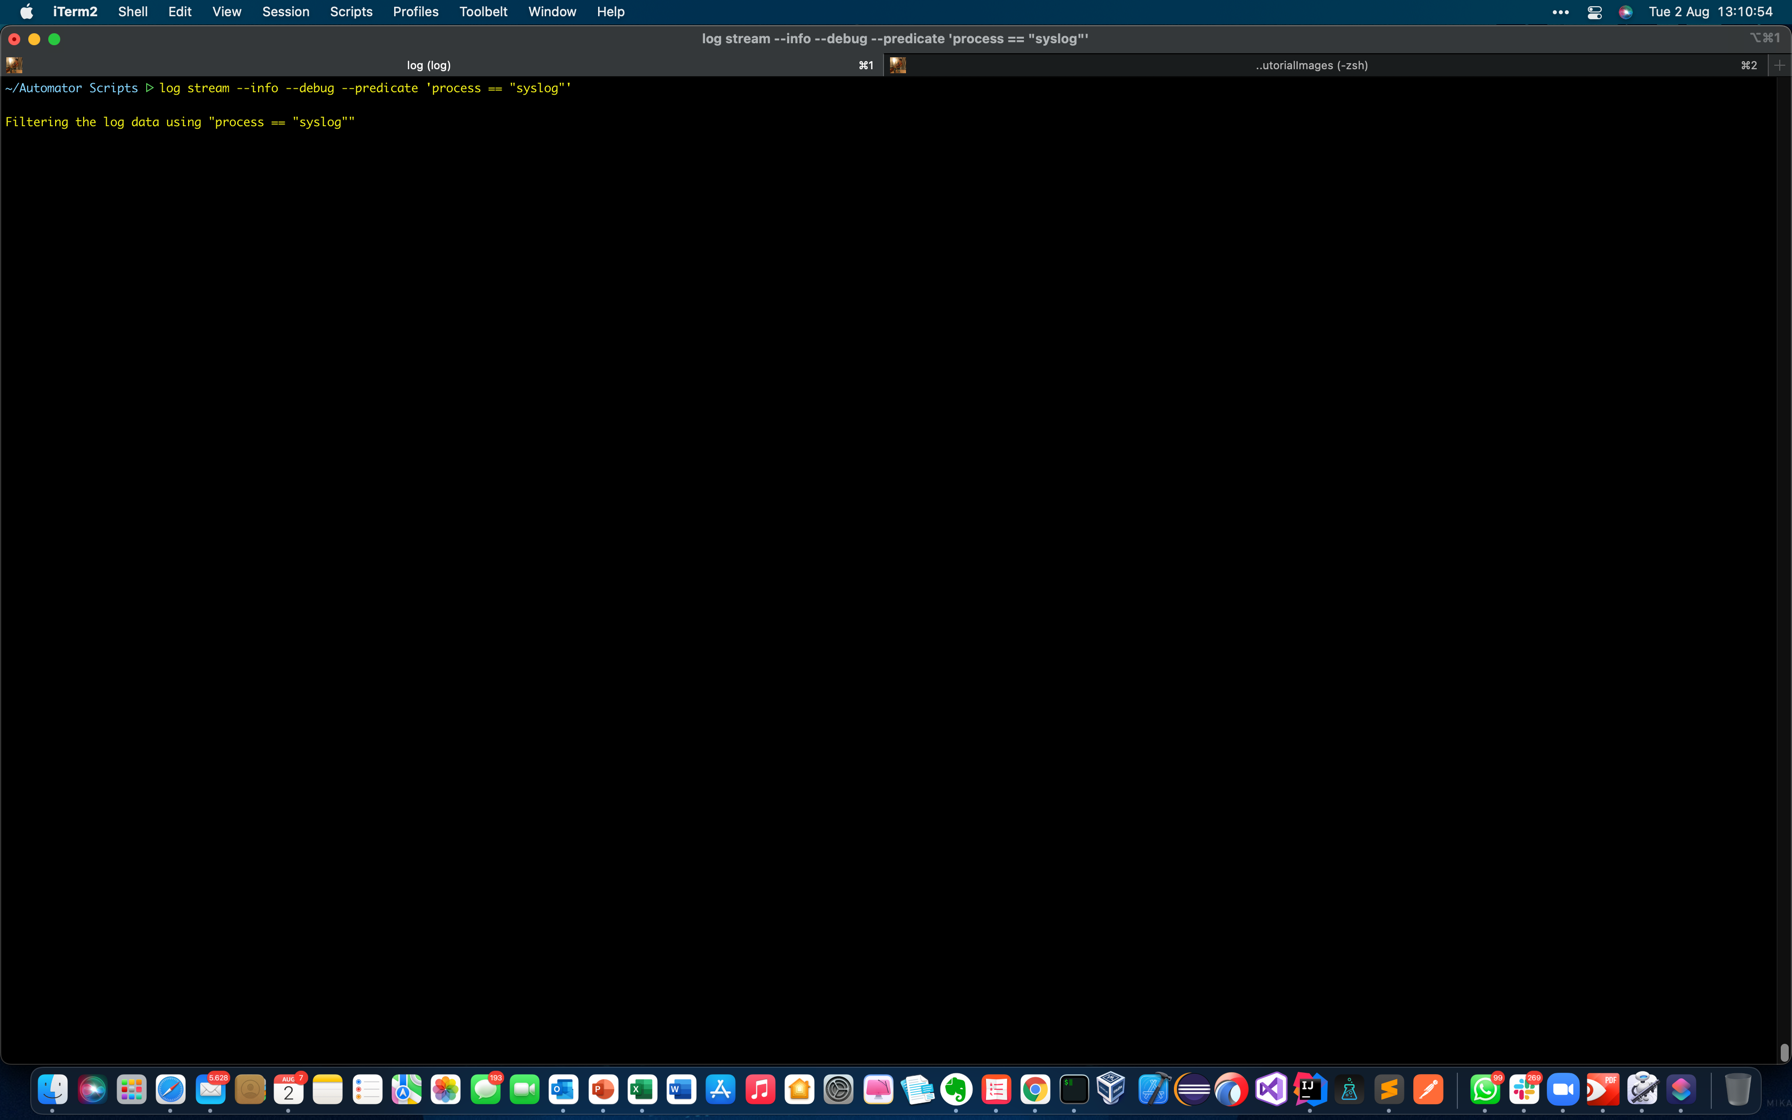 iTerm2 Shell Edit View Session Scripts Profiles Toolbelt Window Help Tue 2 Aug 13:10:54
log stream --info --debug --predicate 'process == "syslog"' ⌥⌘1
log (log) ⌘1 ..utorialImages (-zsh) ⌘2
~/Automator Scripts ▷ log stream --info --debug --predicate 'process == "syslog"'
Filtering the log data using "process == "syslog""
5.628 AUG 7 2 193 99 269 PDF